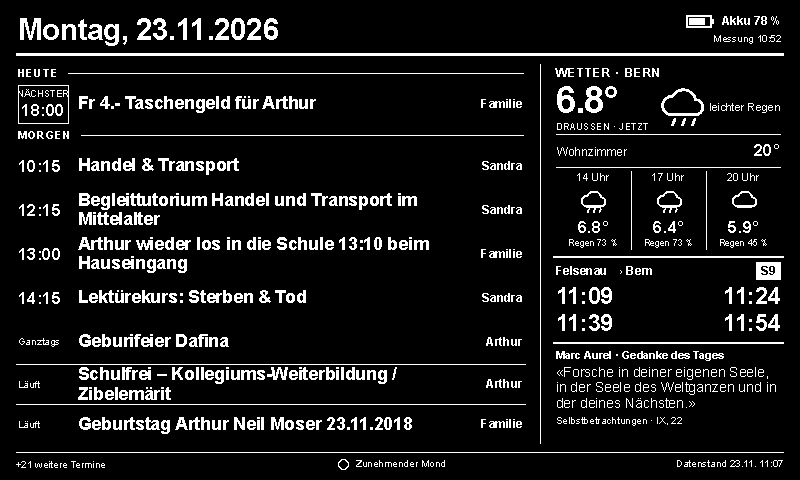 Montag, 23.11.2026
Akku 78 %
Messung 10:52
HEUTE
NÄCHSTER
18:00 Fr 4.- Taschengeld für Arthur Familie
MORGEN
10:15 Handel & Transport Sandra
12:15 Begleittutorium Handel und Transport im
Mittelalter Sandra
13:00 Arthur wieder los in die Schule 13:10 beim
Hauseingang Familie
14:15 Lektürekurs: Sterben & Tod Sandra
Ganztags Geburifeier Dafina Arthur
Läuft Schulfrei – Kollegiums-Weiterbildung /
Zibelemärit Arthur
Läuft Geburtstag Arthur Neil Moser 23.11.2018 Familie
WETTER · BERN
6.8° leichter Regen
DRAUSSEN · JETZT
Wohnzimmer 20°
14 Uhr 17 Uhr 20 Uhr
6.8° 6.4° 5.9°
Regen 73 % Regen 73 % Regen 45 %
Felsenau › Bern S9
11:09 11:24
11:39 11:54
Marc Aurel · Gedanke des Tages
«Forsche in deiner eigenen Seele,
in der Seele des Weltganzen und in
der deines Nächsten.»
Selbstbetrachtungen · IX, 22
+21 weitere Termine
Zunehmender Mond
Datenstand 23.11. 11:07